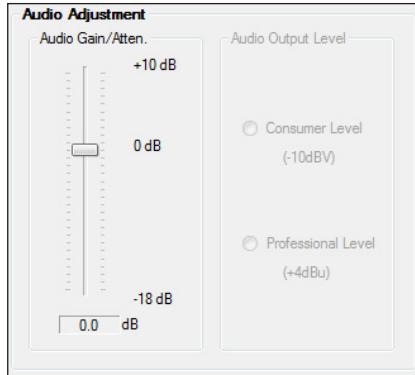 Audio Adjustment
Audio Gain/Atten.
+10 dB
0 dB
-18 dB
0.0 dB
Audio Output Level
Consumer Level
(-10dBV)
Professional Level
(+4dBu)